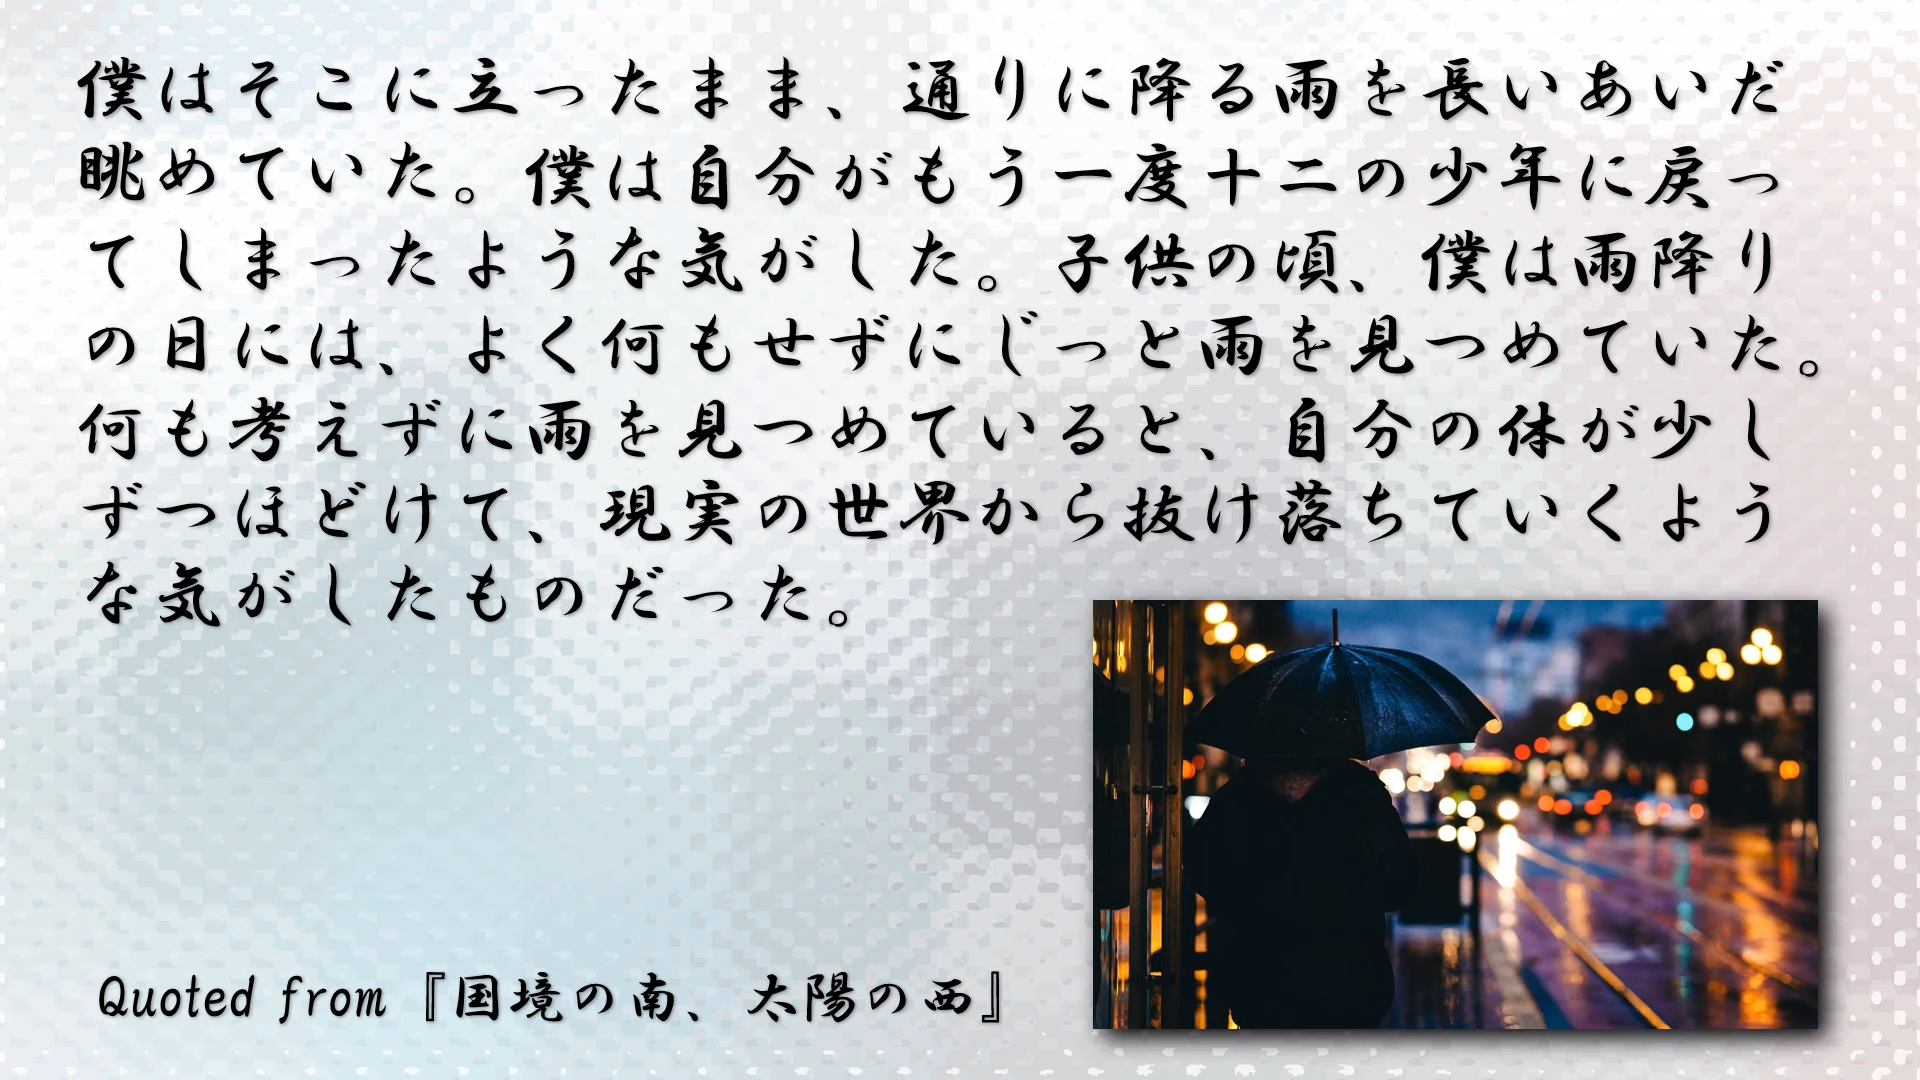 僕はそこに立ったまま、通りに降る雨を長いあいだ
眺めていた。僕は自分がもう一度十二の少年に戻っ
てしまったような気がした。子供の頃、僕は雨降り
の日には、よく何もせずにじっと雨を見つめていた。
何も考えずに雨を見つめていると、自分の体が少し
ずつほどけて、現実の世界から抜け落ちていくよう
な気がしたものだった。
Quoted from『国境の南、太陽の西』